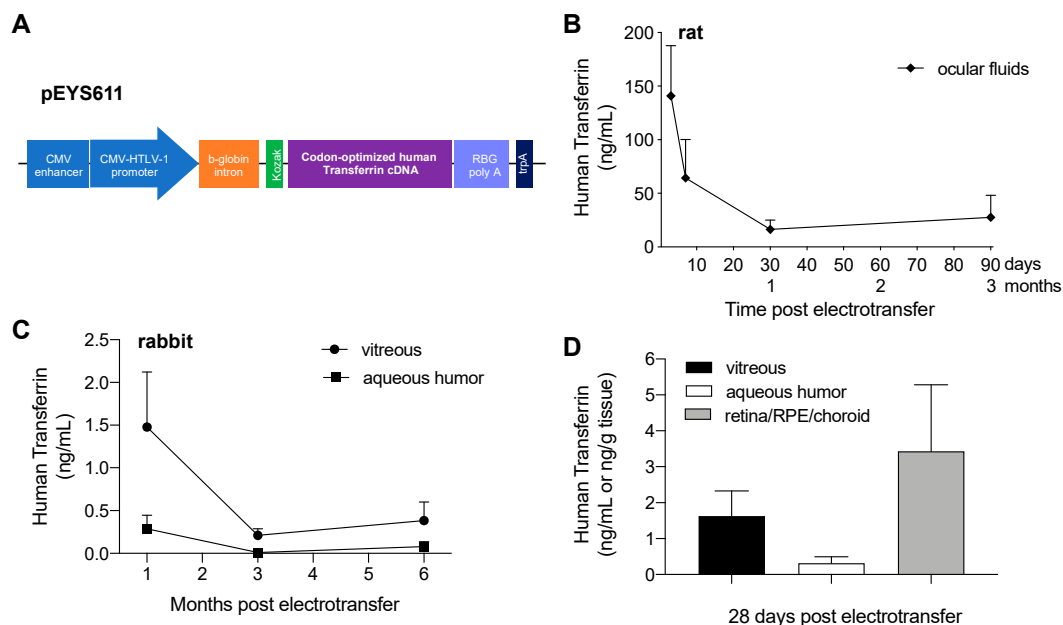 A
pEYS611
CMV
enhancer
CMV-HTLV-1
promoter
b-globin
intron
Kozak
Codon-optimized human
Transferrin cDNA
RBG
poly A
trpA
B
rat
ocular fluids
Human Transferrin
(ng/mL)
200
150
100
50
0
10 20 30 40 50 60 70 80 90 days
1 2 3 months
Time post electrotransfer
C
rabbit
vitreous
aqueous humor
Human Transferrin
(ng/mL)
2.5
2.0
1.5
1.0
0.5
0.0
1 2 3 4 5 6
Months post electrotransfer
D
vitreous
aqueous humor
retina/RPE/choroid
Human Transferrin
(ng/mL or ng/g tissue)
6
5
4
3
2
1
0
28 days post electrotransfer